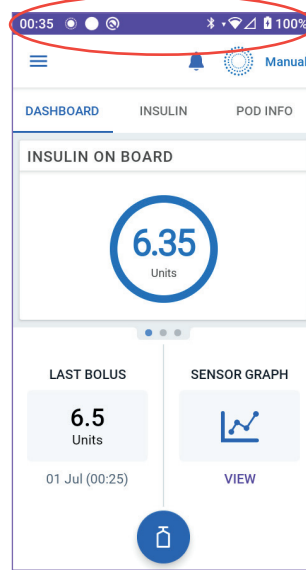 00:35 100%
Manual
DASHBOARD INSULIN POD INFO
INSULIN ON BOARD
6.35
Units
LAST BOLUS SENSOR GRAPH
6.5
Units
01 Jul (00:25) VIEW